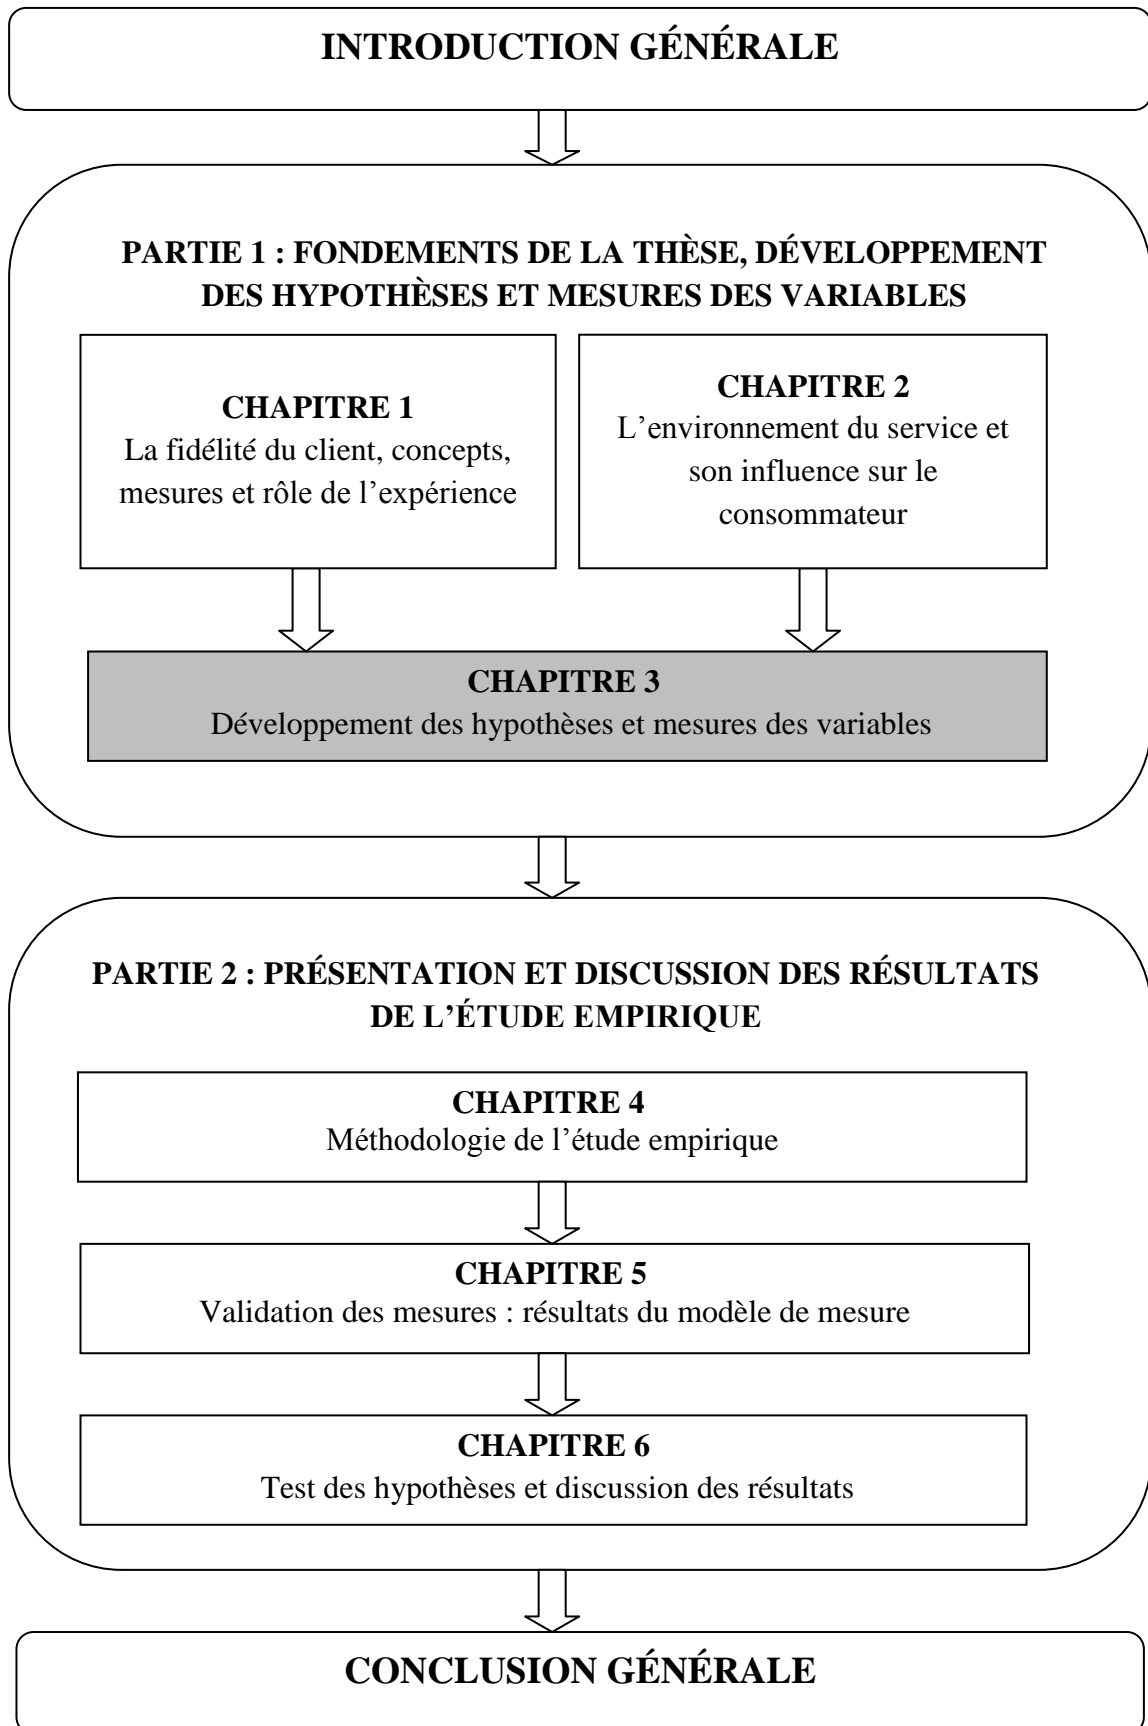 INTRODUCTION GÉNÉRALE
PARTIE 1 : FONDEMENTS DE LA THÈSE, DÉVELOPPEMENT
DES HYPOTHÈSES ET MESURES DES VARIABLES
CHAPITRE 1
La fidélité du client, concepts,
mesures et rôle de l’expérience
CHAPITRE 2
L’environnement du service et
son influence sur le
consommateur
CHAPITRE 3
Développement des hypothèses et mesures des variables
PARTIE 2 : PRÉSENTATION ET DISCUSSION DES RÉSULTATS
DE L’ÉTUDE EMPIRIQUE
CHAPITRE 4
Méthodologie de l’étude empirique
CHAPITRE 5
Validation des mesures : résultats du modèle de mesure
CHAPITRE 6
Test des hypothèses et discussion des résultats
CONCLUSION GÉNÉRALE